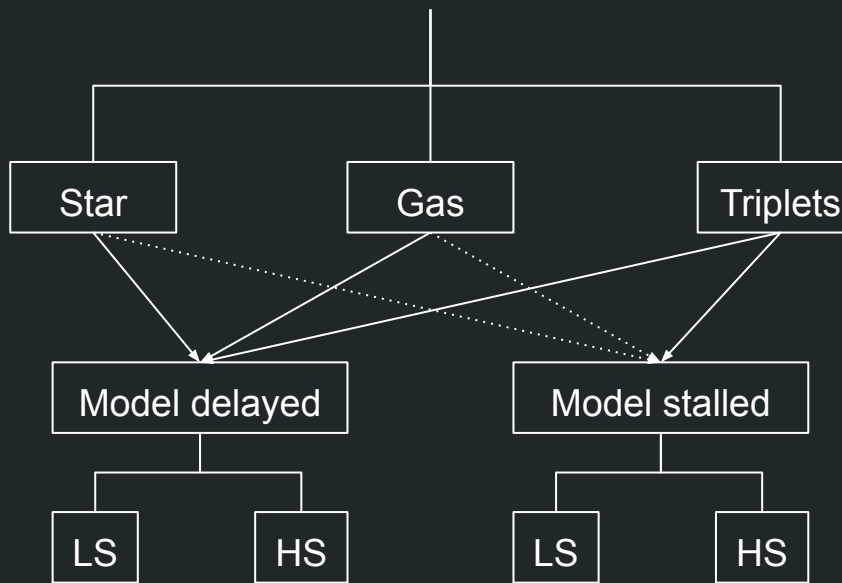 Star
Gas
Triplets
Model delayed
Model stalled
LS
HS
LS
HS